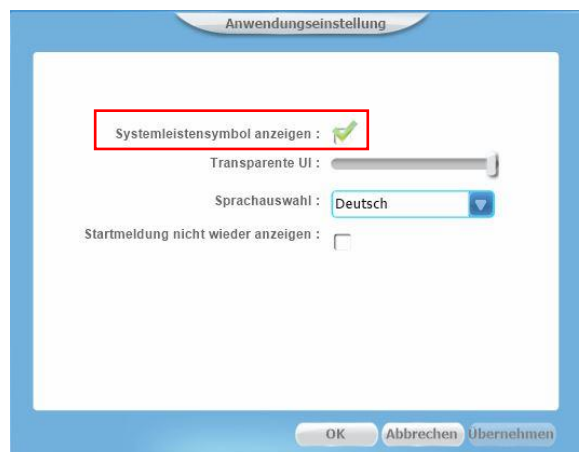 Anwendungseinstellung
Systemleistensymbol anzeigen :
Transparente UI :
Sprachauswahl : Deutsch
Startmeldung nicht wieder anzeigen :
OK Abbrechen Übernehmen